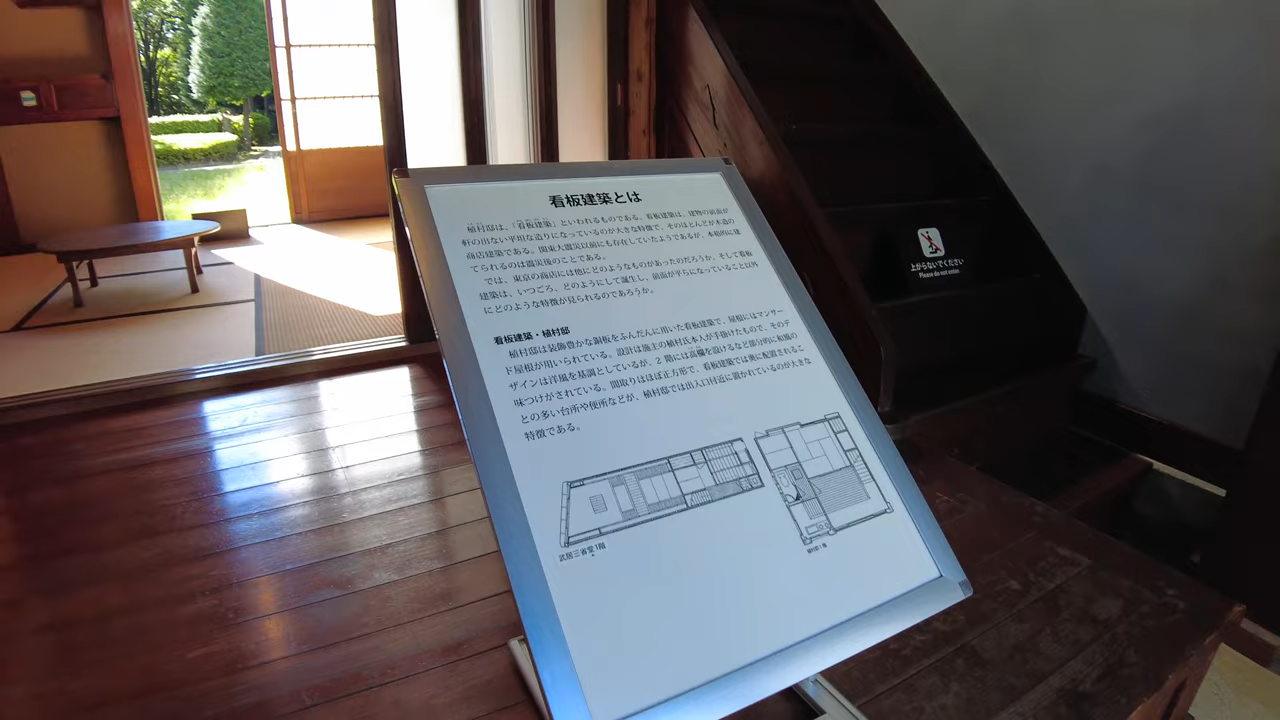 看板建築とは
植村邸は、「看板建築」といわれるものである。看板建築は、建物の前面が
軒の出ない平坦な造りになっているのが大きな特徴で、そのほとんどが木造の
商店建築である。関東大震災以前にも存在していたようであるが、本格的に建
てられるのは震災後のことである。
では、東京の商店には他にどのようなものがあったのだろうか、そして看板
建築は、いつごろ、どのようにして誕生し、前面が平らになっていること以外
にどのような特徴が見られるのであろうか。
看板建築・植村邸
植村邸は装飾豊かな銅板をふんだんに用いた看板建築で、屋根にはマンサー
ド屋根が用いられている。設計は施主の植村氏本人が手掛けたもので、そのデ
ザインは洋風を基調としているが、2階には高欄を設けるなど部分的に和風の
味つけがされている。間取りはほぼ正方形で、看板建築では奥に配置されるこ
との多い台所や便所などが、植村邸では出入口付近に置かれているのが大きな
特徴である。
武居三省堂1階
植村邸1階
上がらないでください
Please do not enter.